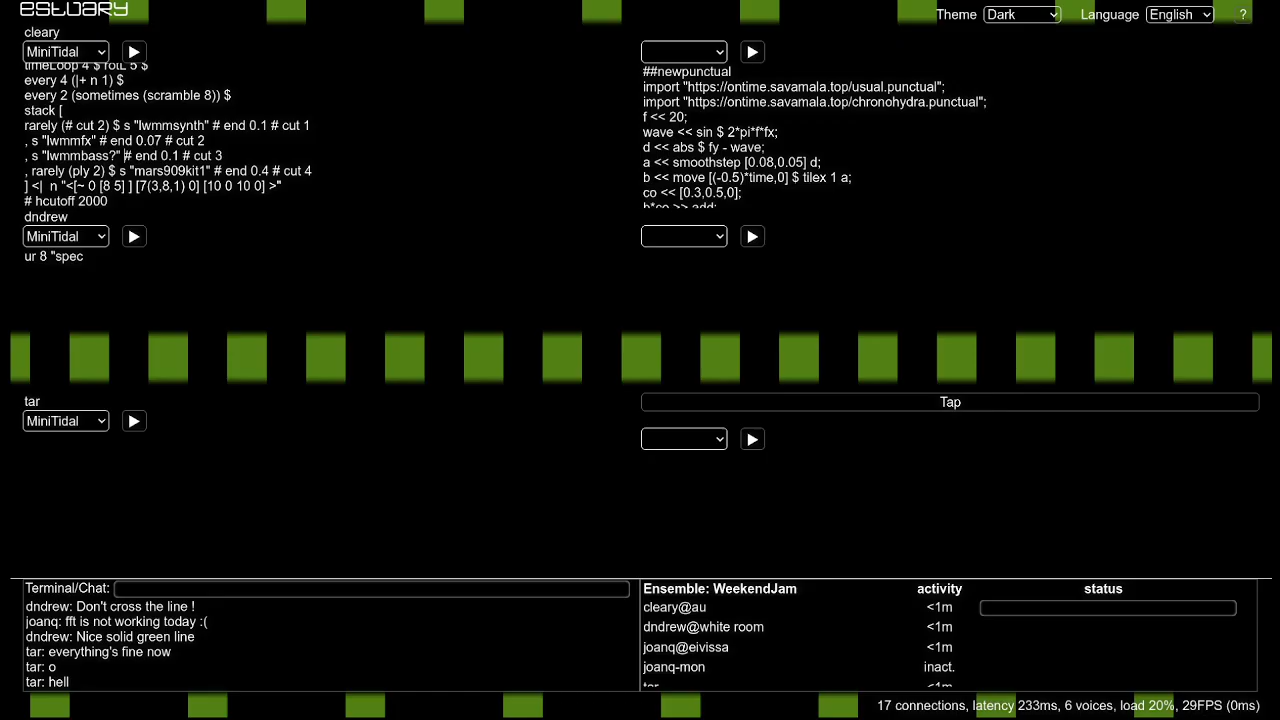 estuary
Theme Dark Language English ?
cleary
MiniTidal
timeLoop 4 $ rotL 5 $
every 4 (|+ n 1) $
every 2 (sometimes (scramble 8)) $
stack [
rarely (# cut 2) $ s "lwmmsynth" # end 0.1 # cut 1
, s "lwmmfx" # end 0.07 # cut 2
, s "lwmmbass?" # end 0.1 # cut 3
, rarely (ply 2) $ s "mars909kit1" # end 0.4 # cut 4
] <| n "<[~ 0 [8 5] ] [7(3,8,1) 0] [10 0 10 0] >"
# hcutoff 2000
##newpunctual
import "https://ontime.savamala.top/usual.punctual";
import "https://ontime.savamala.top/chronohydra.punctual";
f << 20;
wave << sin $ 2*pi*f*fx;
d << abs $ fy - wave;
a << smoothstep [0.08,0.05] d;
b << move [(-0.5)*time,0] $ tilex 1 a;
co << [0.3,0.5,0];
b*co >> add;
dndrew
MiniTidal
ur 8 "spec
tar
MiniTidal
Tap
Terminal/Chat:
dndrew: Don't cross the line !
joanq: fft is not working today :(
dndrew: Nice solid green line
tar: everything's fine now
tar: o
tar: hell
Ensemble: WeekendJam activity status
cleary@au <1m
dndrew@white room <1m
joanq@eivissa <1m
joanq-mon inact.
tar <1m
17 connections, latency 233ms, 6 voices, load 20%, 29FPS (0ms)